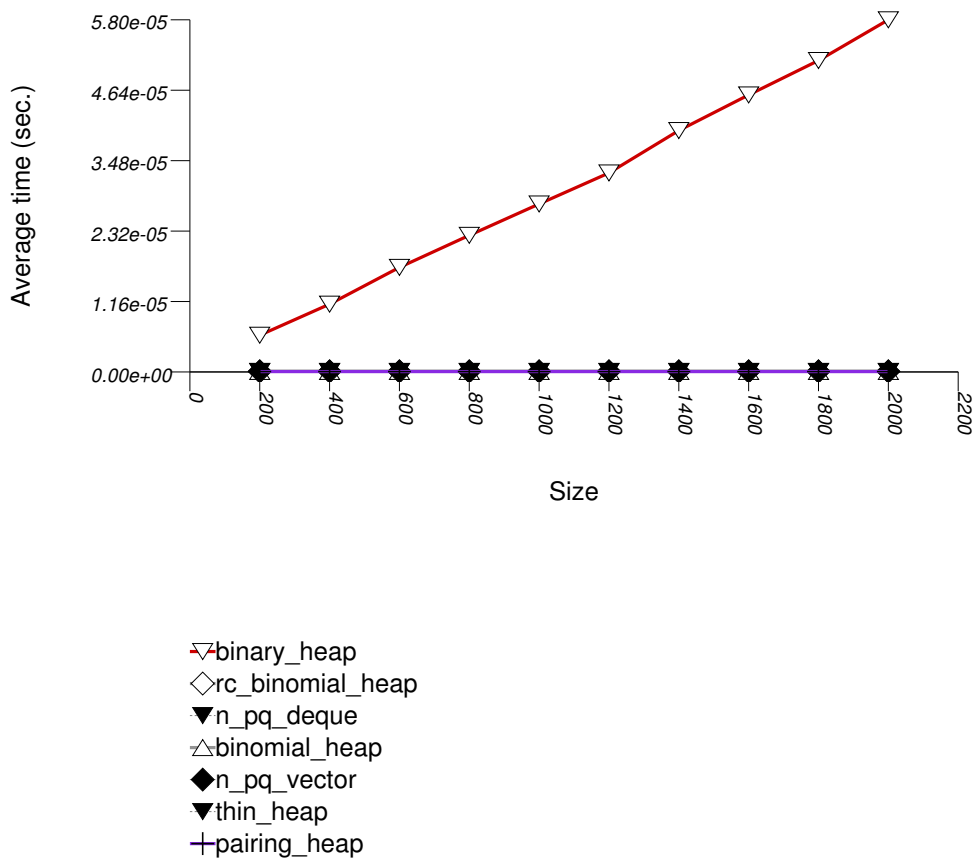 5.80e-05
4.64e-05
3.48e-05
2.32e-05
1.16e-05
0.00e+00
Average time (sec.)
0
200
400
600
800
1000
1200
1400
1600
1800
2000
2200
Size
binary_heap
rc_binomial_heap
n_pq_deque
binomial_heap
n_pq_vector
thin_heap
pairing_heap